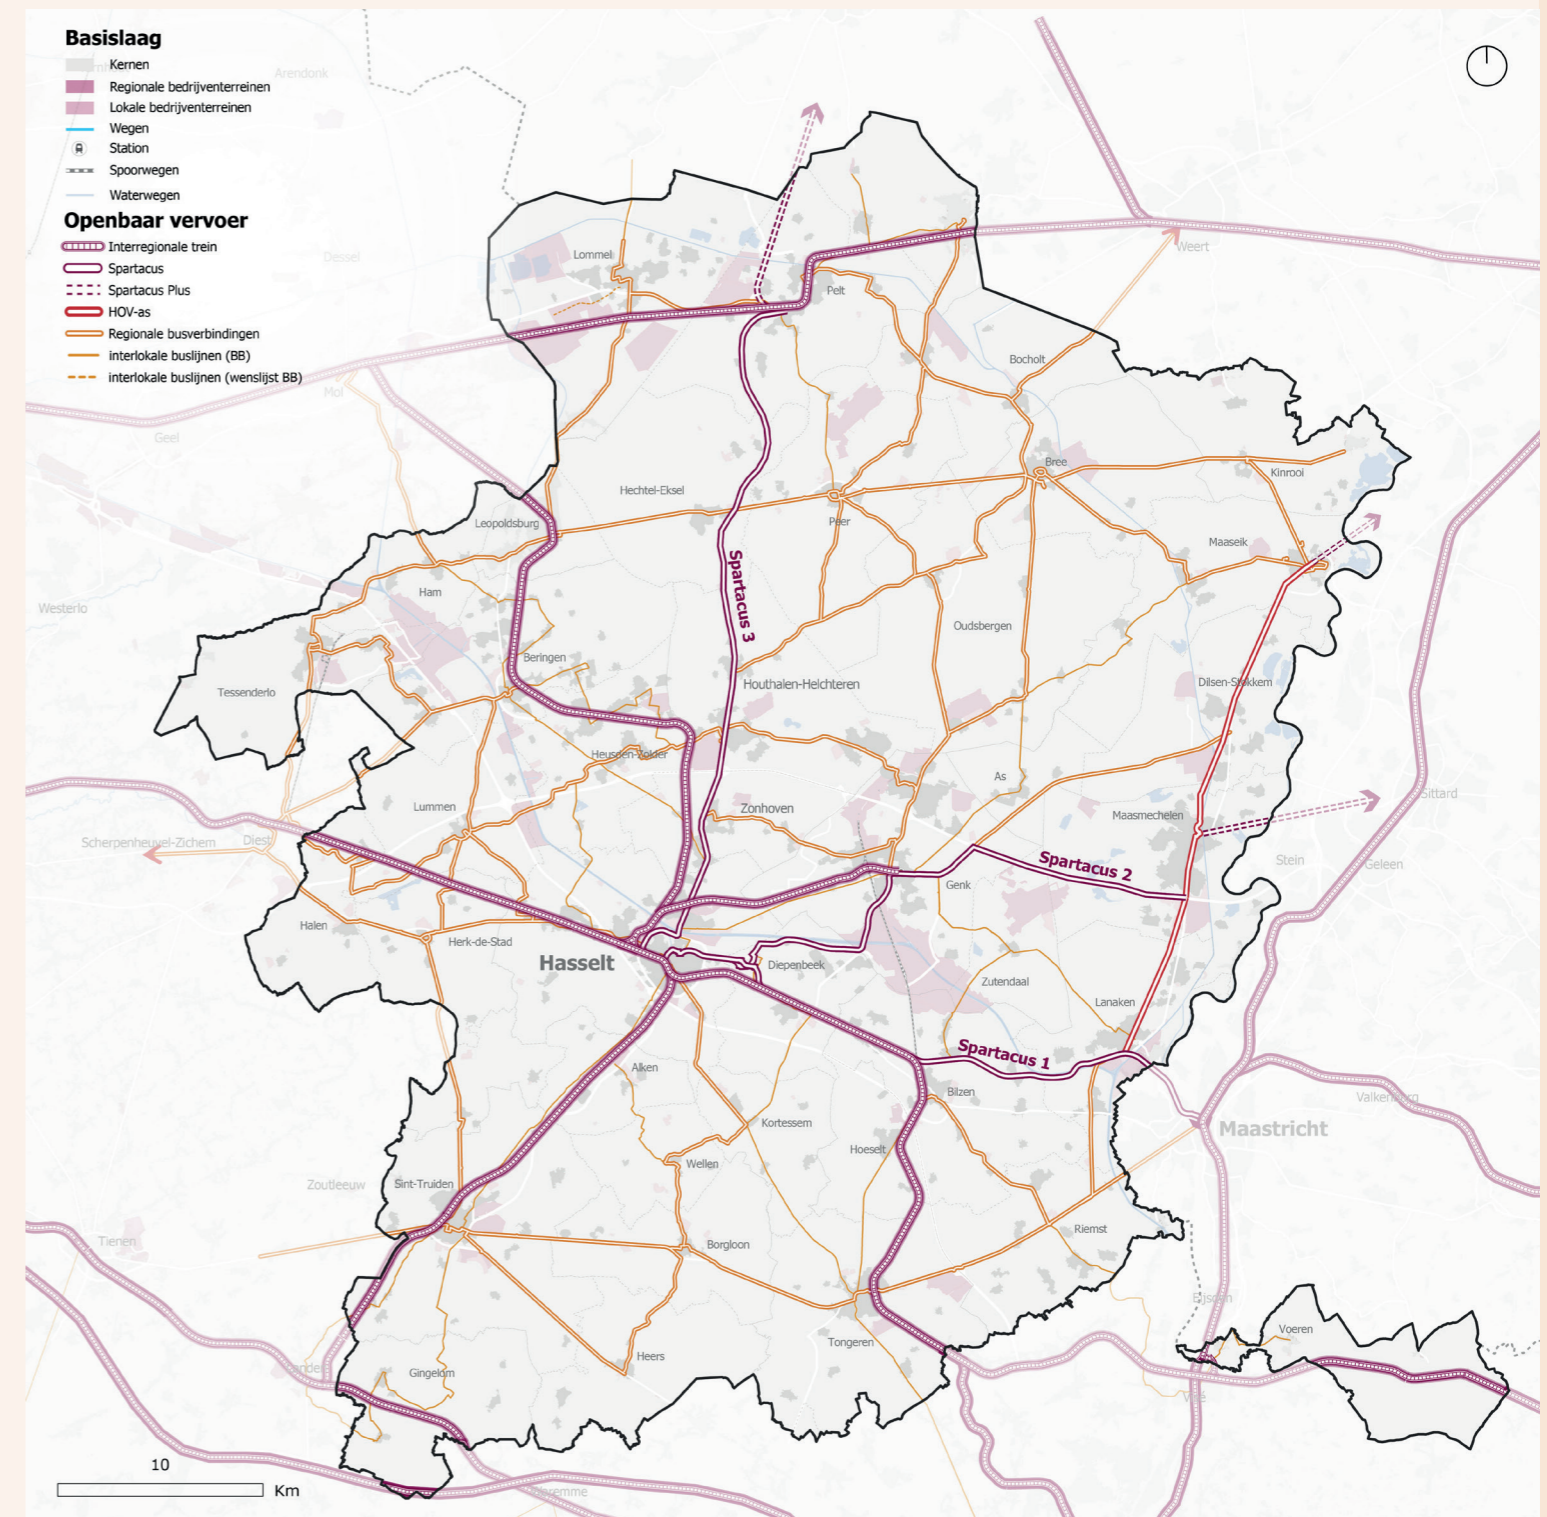 Basislaag
Kernen
Regionale bedrijventerreinen
Lokale bedrijventerreinen
Wegen
Station
Spoorwegen
Waterwegen
Openbaar vervoer
Interregionale trein
Spartacus
Spartacus Plus
HOV-as
Regionale busverbindingen
interlokale buslijnen (BB)
interlokale buslijnen (wenslijst BB)
Arendonk
Dessel
Lommel
Pelt
Weert
Mol
Geel
Bocholt
Bree
Kinrooi
Hechtel-Eksel
Peer
Leopoldsburg
Maaseik
Ham
Westerlo
Spartacus 3
Oudsbergen
Beringen
Tessenderlo
Houthalen-Helchteren
Dilsen-Stokkem
Heusden-Zolder
As
Sittard
Lummen
Zonhoven
Maasmechelen
Scherpenheuvel-Zichem
Diest
Stein
Geleen
Spartacus 2
Genk
Halen
Herk-de-Stad
Hasselt
Diepenbeek
Zutendaal
Lanaken
Spartacus 1
Alken
Bilzen
Valkenburg
Kortessem
Maastricht
Hoeselt
Wellen
Zoutleeuw
Sint-Truiden
Riemst
Tienen
Borgloon
Eijsden
Voeren
Tongeren
Heers
Gingelom
10
Km